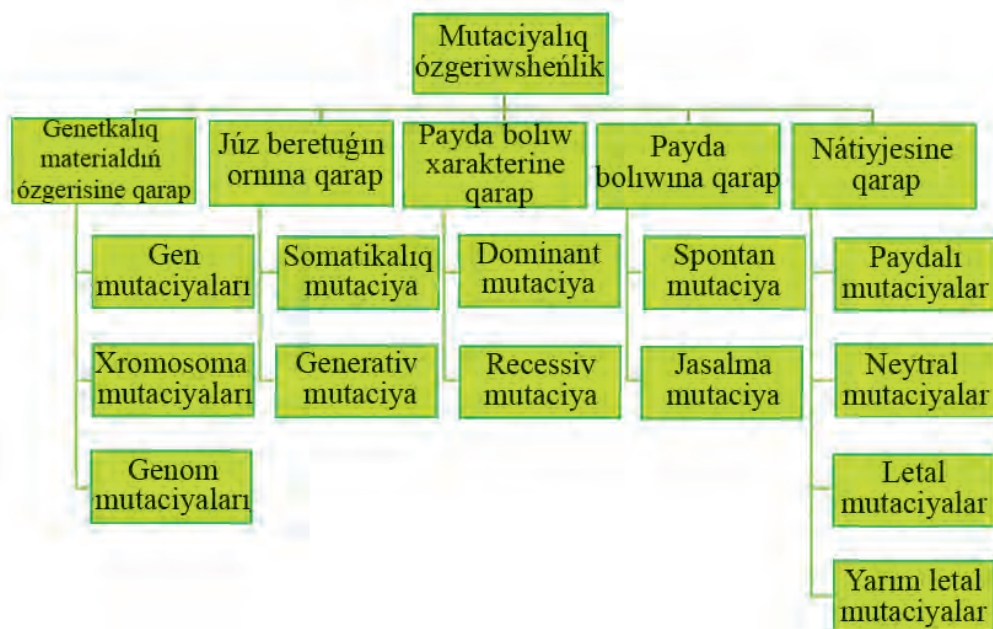 Mutaciyalıq
ózgeriwsheńlik
Genetkalıq
materialdıń
ózgerisine qarap
Gen
mutaciyaları
Xromosoma
mutaciyaları
Genom
mutaciyaları
Júz beretuǵın
ornına qarap
Somatikalıq
mutaciya
Generativ
mutaciya
Payda bolıw
xarakterine
qarap
Dominant
mutaciya
Recessiv
mutaciya
Payda
bolıwına qarap
Spontan
mutaciya
Jasalma
mutaciya
Nátiyjesine
qarap
Paydalı
mutaciyalar
Neytral
mutaciyalar
Letal
mutaciyalar
Yarım letal
mutaciyalar